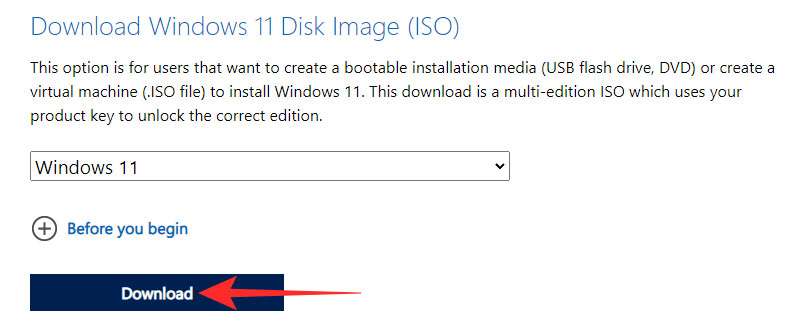 Download Windows 11 Disk Image (ISO)
This option is for users that want to create a bootable installation media (USB flash drive, DVD) or create a
virtual machine (.ISO file) to install Windows 11. This download is a multi-edition ISO which uses your
product key to unlock the correct edition.
Windows 11
Before you begin
Download